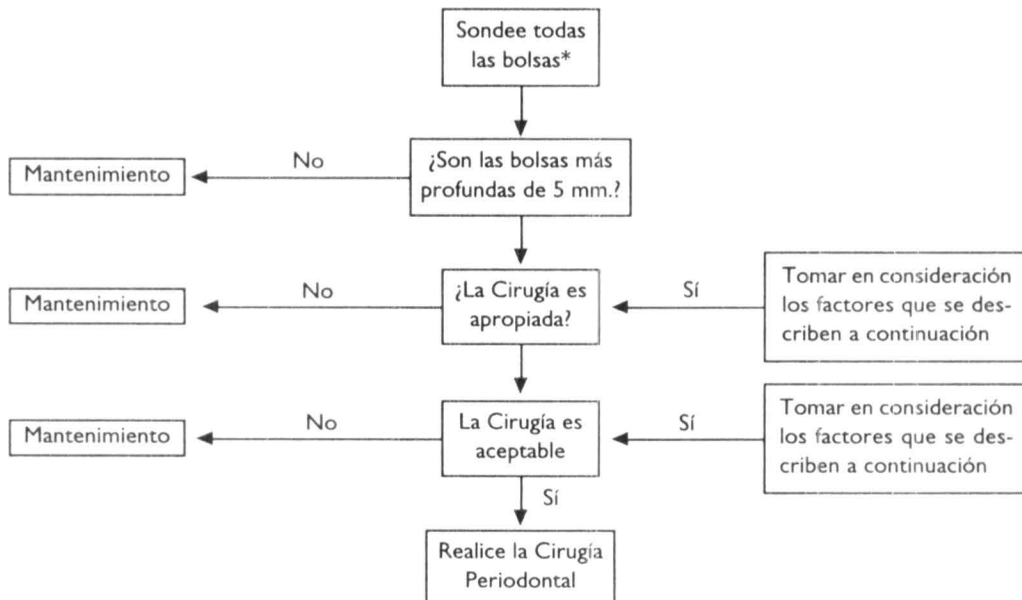 Sondee todas
las bolsas*
No
¿Son las bolsas más
profundas de 5 mm.?
Mantenimiento
No
¿La Cirugía es
apropiada?
Sí
Tomar en consideración
los factores que se des-
criben a continuación
Mantenimiento
No
La Cirugía es
aceptable
Sí
Tomar en consideración
los factores que se des-
criben a continuación
Mantenimiento
Sí
Realice la Cirugía
Periodontal